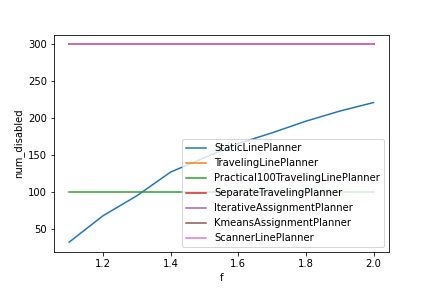 300
250
200
150
100
50
num_disabled
StaticLinePlanner
TravelingLinePlanner
Practical100TravelingLinePlanner
SeparateTravelingPlanner
IterativeAssignmentPlanner
KmeansAssignmentPlanner
ScannerLinePlanner
1.2 1.4 1.6 1.8 2.0
f